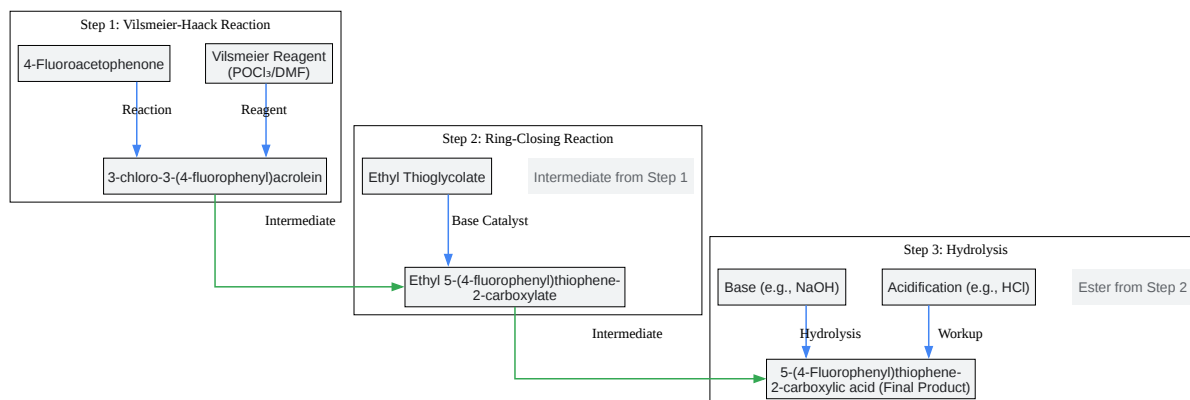 Step 1: Vilsmeier-Haack Reaction
4-Fluoroacetophenone
Vilsmeier Reagent
(POCl₃/DMF)
Reaction
Reagent
3-chloro-3-(4-fluorophenyl)acrolein
Intermediate
Step 2: Ring-Closing Reaction
Ethyl Thioglycolate
Intermediate from Step 1
Base Catalyst
Ethyl 5-(4-fluorophenyl)thiophene-
2-carboxylate
Intermediate
Step 3: Hydrolysis
Base (e.g., NaOH)
Acidification (e.g., HCl)
Ester from Step 2
Hydrolysis
Workup
5-(4-Fluorophenyl)thiophene-
2-carboxylic acid (Final Product)